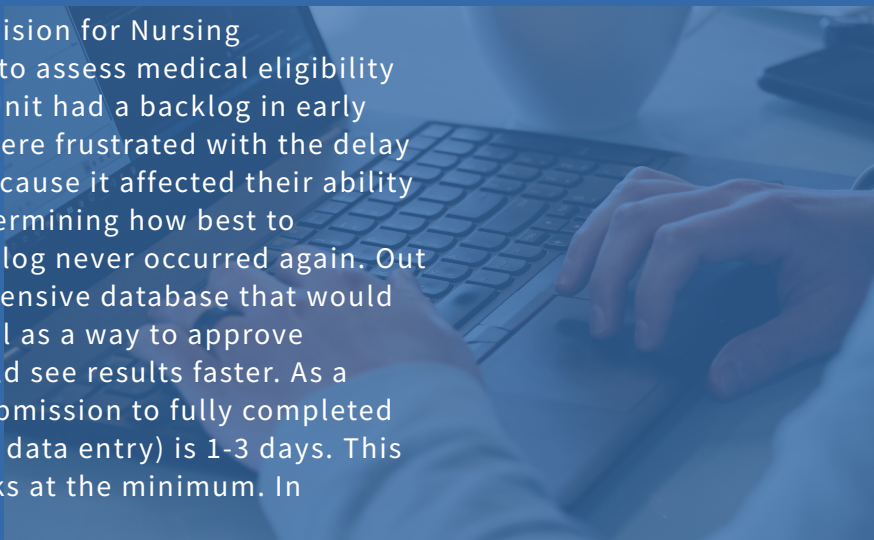 ision for Nursing
to assess medical eligibility
nit had a backlog in early
ere frustrated with the delay
cause it affected their ability
ermining how best to
log never occurred again. Out
ensive database that would
l as a way to approve
d see results faster. As a
omission to fully completed
data entry) is 1-3 days. This
ks at the minimum. In